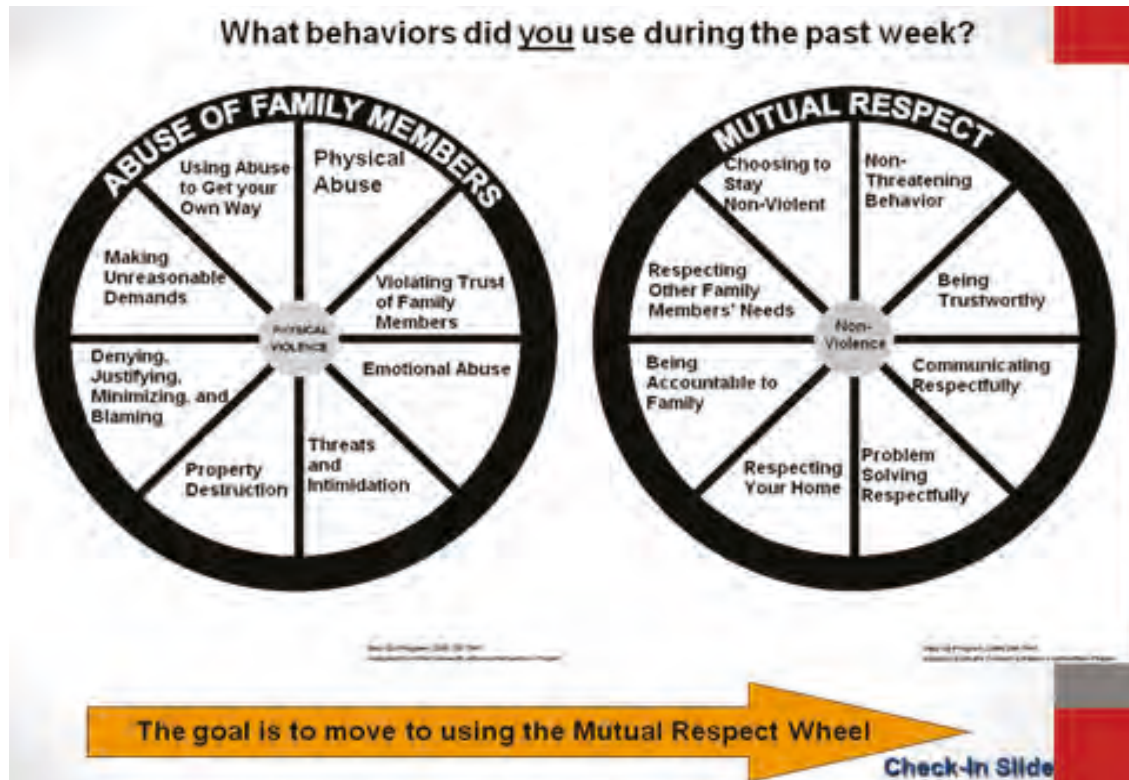 What behaviors did you use during the past week?
ABUSE OF FAMILY MEMBERS
Using Abuse
to Get your
Own Way
Physical
Abuse
Making
Unreasonable
Demands
Violating Trust
of Family
Members
PHYSICAL
VIOLENCE
Denying,
Justifying,
Minimizing, and
Blaming
Emotional Abuse
Property
Destruction
Threats
and
Intimidation
MUTUAL RESPECT
Choosing to
Stay
Non-Violent
Non-
Threatening
Behavior
Respecting
Other Family
Members' Needs
Being
Trustworthy
Non-
Violence
Being
Accountable to
Family
Communicating
Respectfully
Respecting
Your Home
Problem
Solving
Respectfully
The goal is to move to using the Mutual Respect Wheel
Check-In Slide